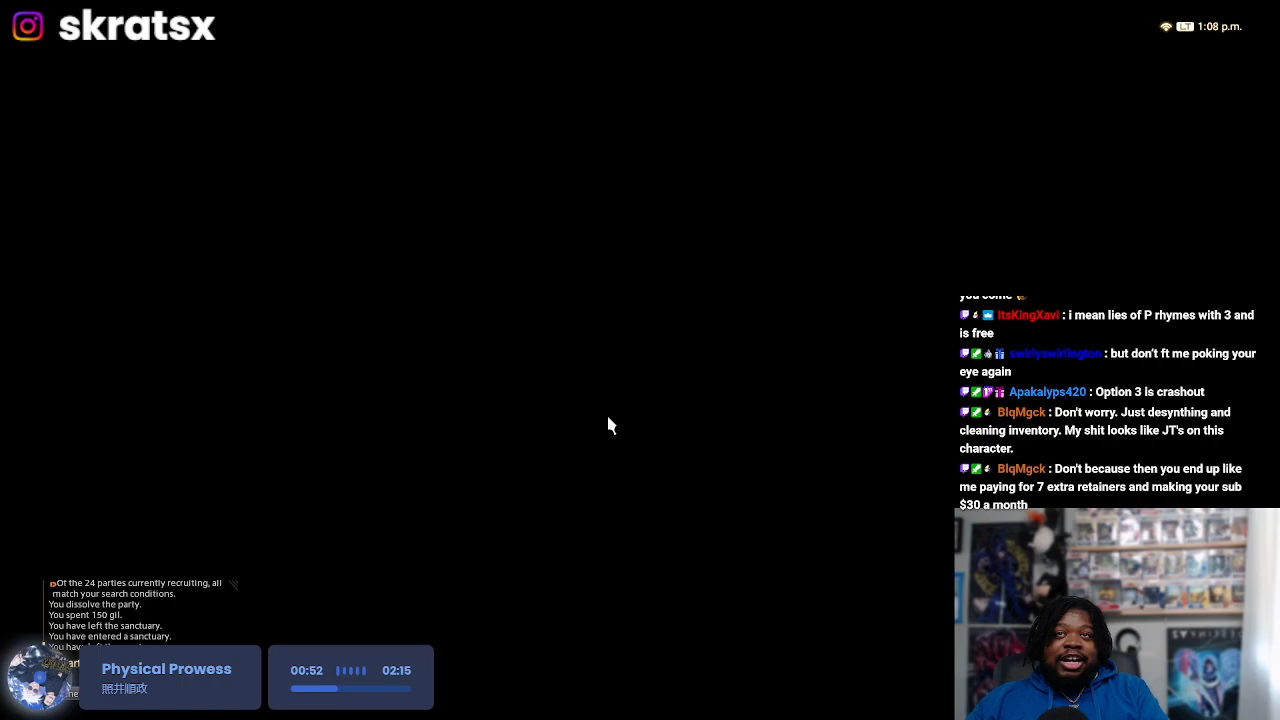 skratsx
LT 1:08 p.m.
you come
ItsKingXavi : i mean lies of P rhymes with 3 and
is free
swirlyswirlington : but don't ft me poking your
eye again
Apakalyps420 : Option 3 is crashout
BlqMgck : Don't worry. Just desynthing and
cleaning inventory. My shit looks like JT's on this
character.
BlqMgck : Don't because then you end up like
me paying for 7 extra retainers and making your sub
$30 a month
Of the 24 parties currently recruiting, all
match your search conditions.
You dissolve the party.
You spent 150 gil.
You have left the sanctuary.
You have entered a sanctuary.
Physical Prowess
照井順政
00:52 02:15